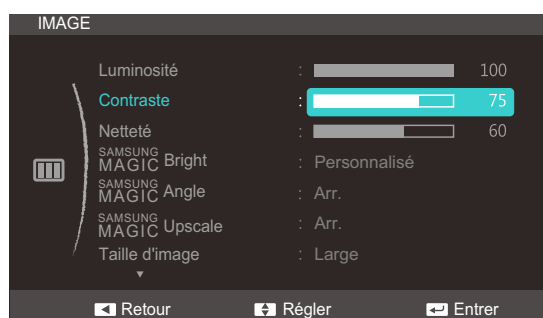 IMAGE
Luminosité : 100
Contraste : 75
Netteté : 60
SAMSUNG MAGIC Bright : Personnalisé
SAMSUNG MAGIC Angle : Arr.
SAMSUNG MAGIC Upscale : Arr.
Taille d'image : Large
Retour Régler Entrer